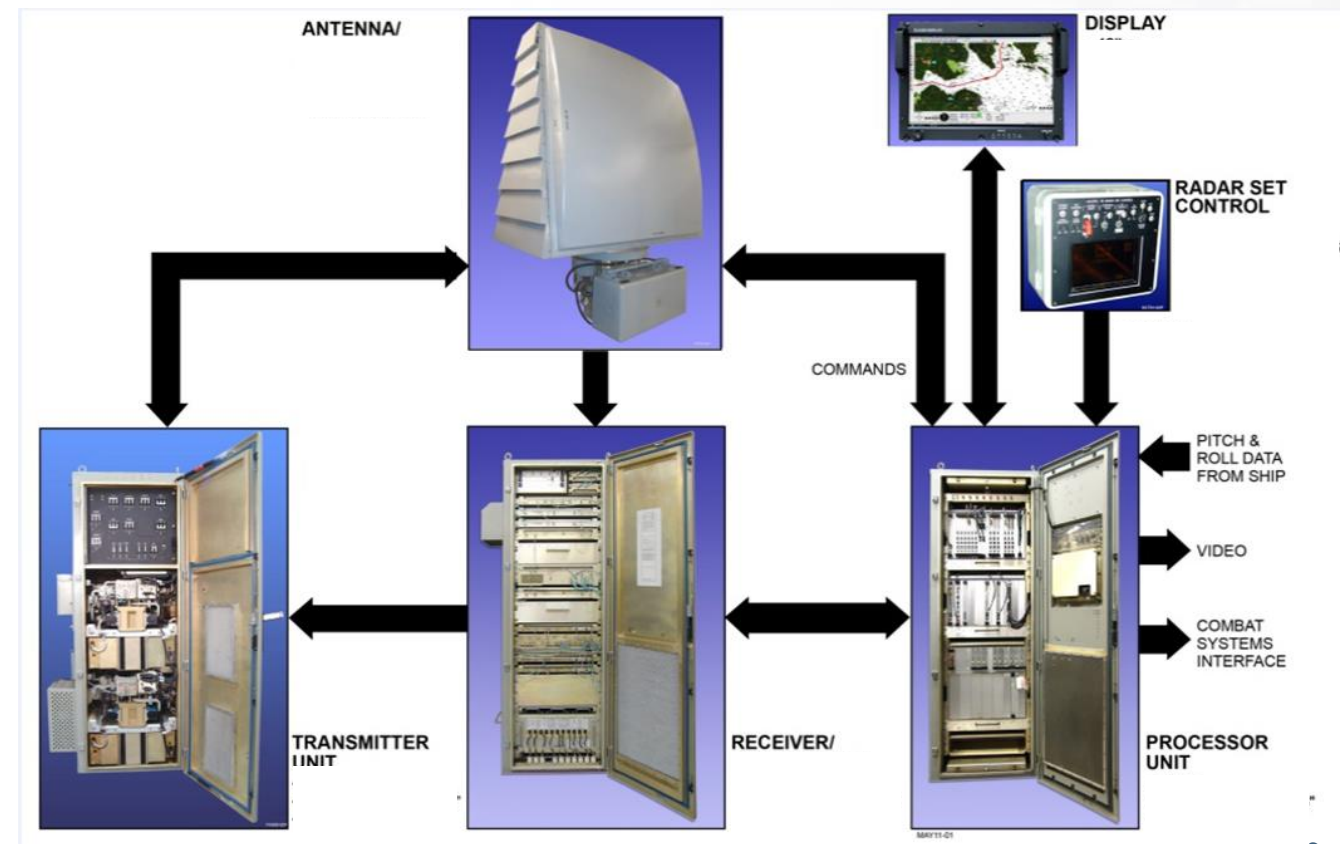 ANTENNA/
DISPLAY
RADAR SET
CONTROL
COMMANDS
PITCH &
ROLL DATA
FROM SHIP
VIDEO
COMBAT
SYSTEMS
INTERFACE
TRANSMITTER
UNIT
RECEIVER/
PROCESSOR
UNIT
MAY11-01